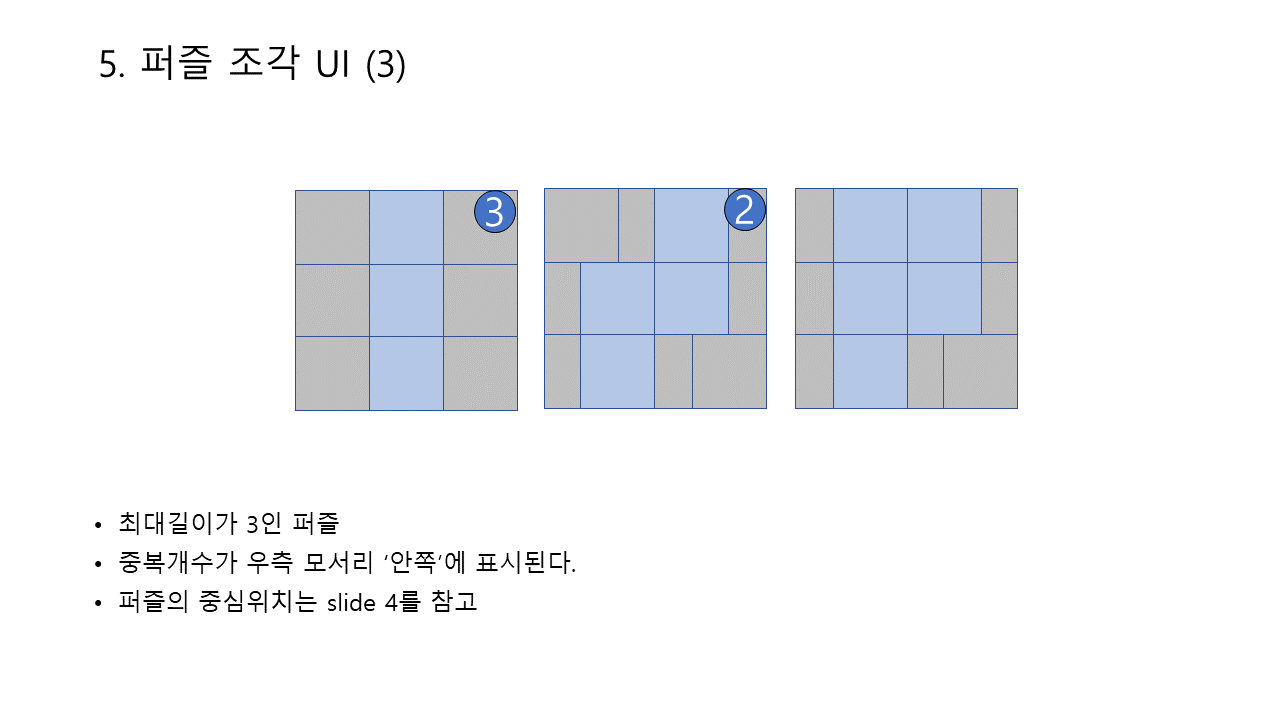 5. 퍼즐 조각 UI (3)
3
2
• 최대길이가 3인 퍼즐
• 중복개수가 우측 모서리 ‘안쪽’에 표시된다.
• 퍼즐의 중심위치는 slide 4를 참고